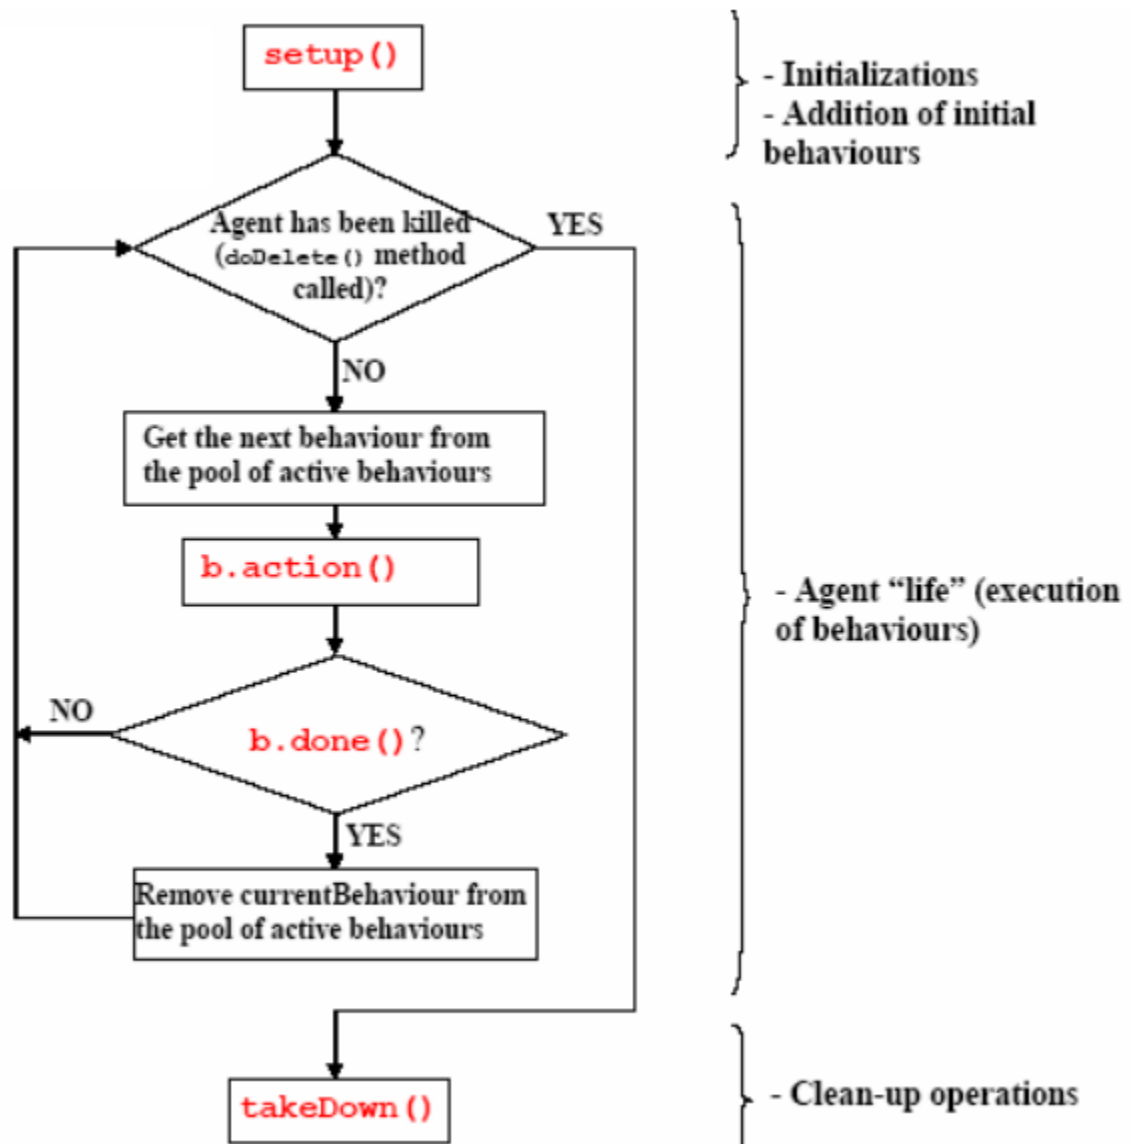 setup()
- Initializations
- Addition of initial
behaviours
Agent has been killed
(doDelete() method
called)?
YES
NO
Get the next behaviour from
the pool of active behaviours
b.action()
- Agent “life” (execution
of behaviours)
NO
b.done()?
YES
Remove currentBehaviour from
the pool of active behaviours
takeDown()
- Clean-up operations